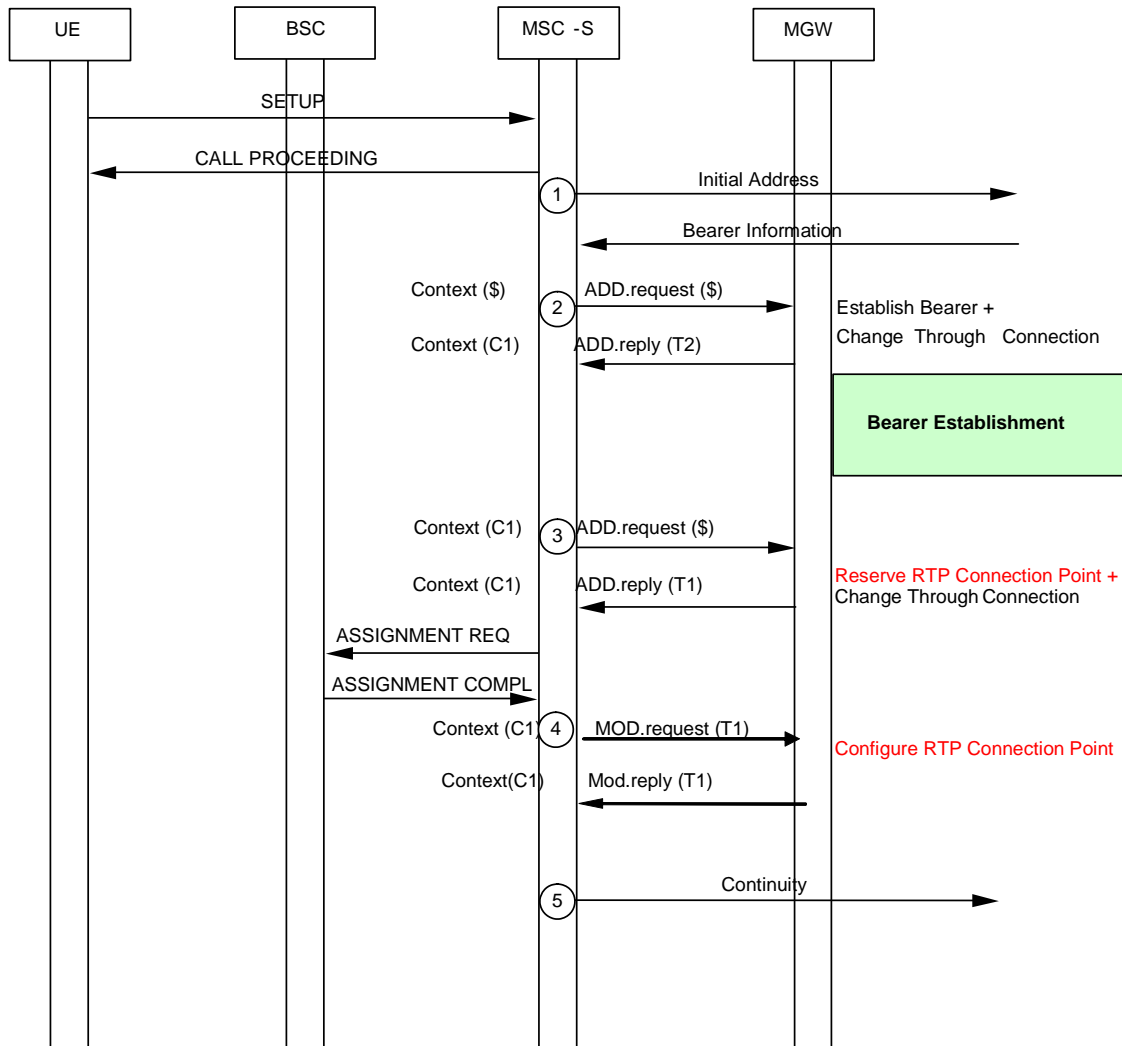 UE
BSC
MSC -S
MGW
SETUP
CALL PROCEEDING
1
Initial Address
Bearer Information
Context ($)
2
ADD.request ($)
Establish Bearer +
Change Through Connection
Context (C1)
ADD.reply (T2)
Bearer Establishment
Context (C1)
3
ADD.request ($)
Reserve RTP Connection Point +
Change Through Connection
Context (C1)
ADD.reply (T1)
ASSIGNMENT REQ
ASSIGNMENT COMPL
Context (C1)
4
MOD.request (T1)
Configure RTP Connection Point
Context(C1)
Mod.reply (T1)
5
Continuity